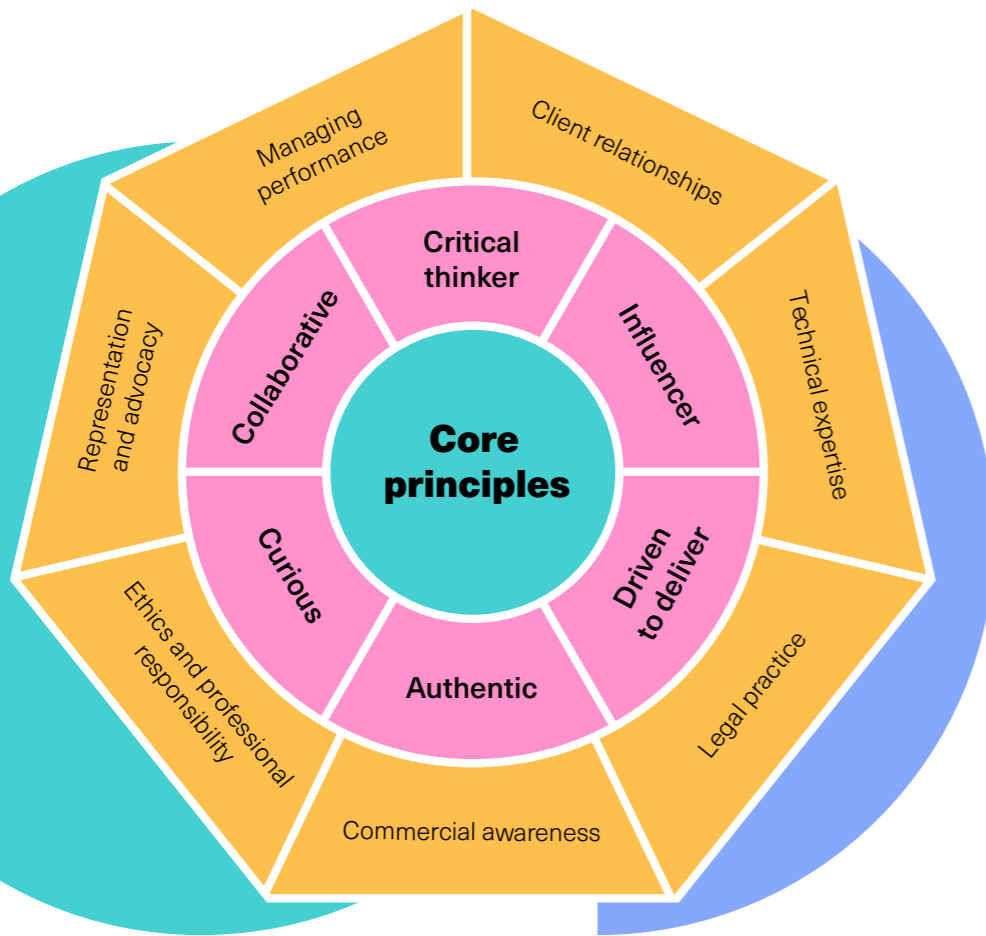 Managing
performance
Client relationships
Technical expertise
Legal practice
Commercial awareness
Ethics and professional
responsibility
Representation
and advocacy
Critical
thinker
Influencer
Driven
to deliver
Authentic
Curious
Collaborative
Core
principles